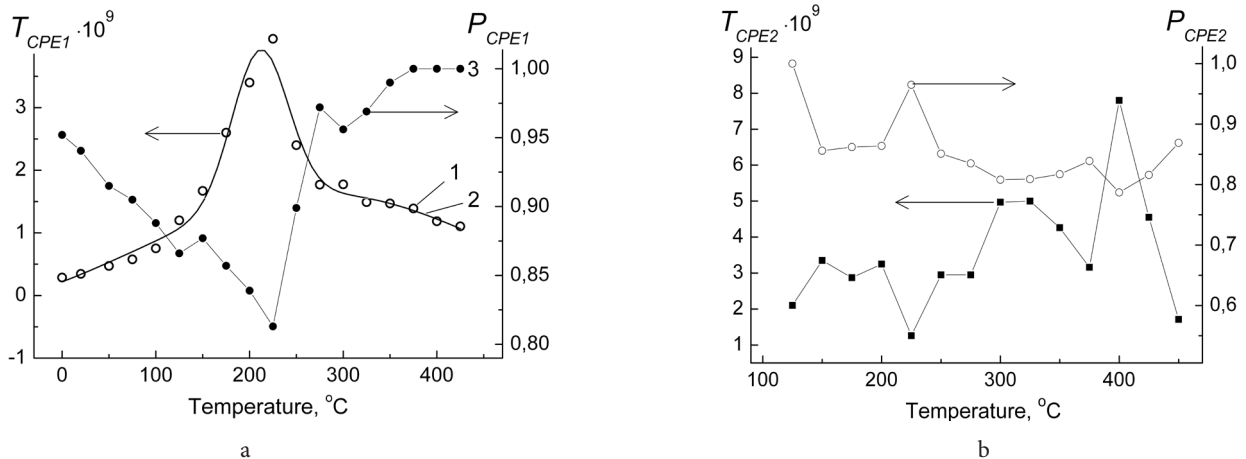 T_CPE1 ·10^9
P_CPE1
3
2
1
0
-1
1,00
0,95
0,90
0,85
0,80
3
1
2
0 100 200 300 400
Temperature, °C
a
T_CPE2 ·10^9
P_CPE2
9
8
7
6
5
4
3
2
1
1,0
0,9
0,8
0,7
0,6
100 200 300 400
Temperature, °C
b